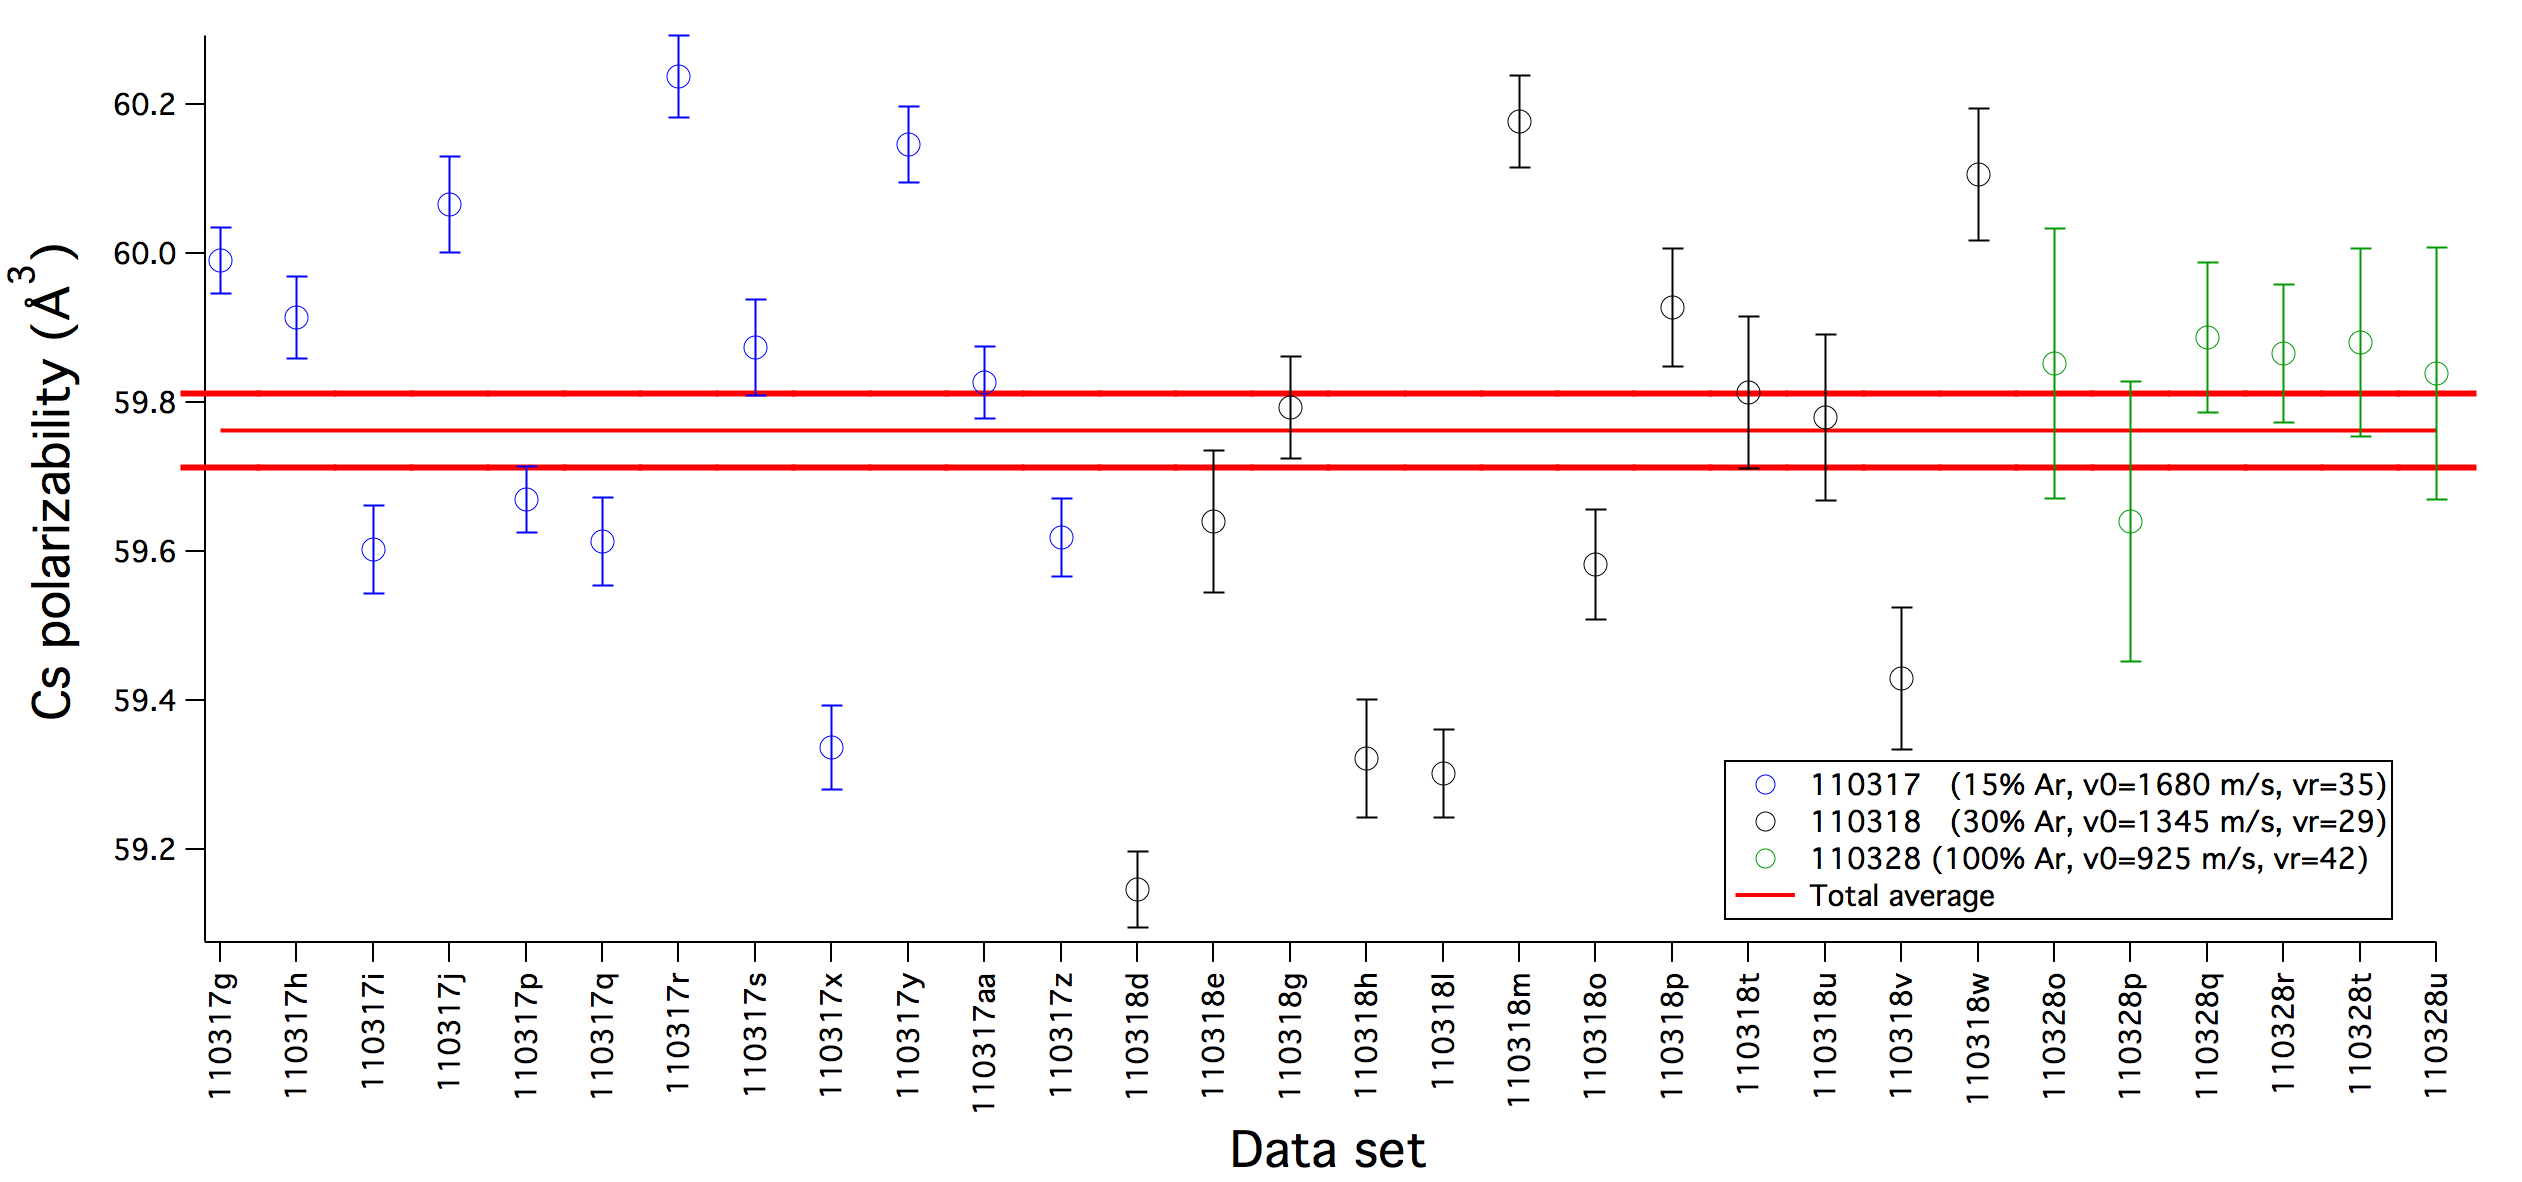 Cs polarizability (Å3)
60.2
60.0
59.8
59.6
59.4
59.2
110317 (15% Ar, v0=1680 m/s, vr=35)
110318 (30% Ar, v0=1345 m/s, vr=29)
110328 (100% Ar, v0=925 m/s, vr=42)
Total average
110317g
110317h
110317i
110317j
110317p
110317q
110317r
110317s
110317x
110317y
110317aa
110317z
110318d
110318e
110318g
110318h
110318l
110318m
110318o
110318p
110318t
110318u
110318v
110318w
110328o
110328p
110328q
110328r
110328t
110328u
Data set